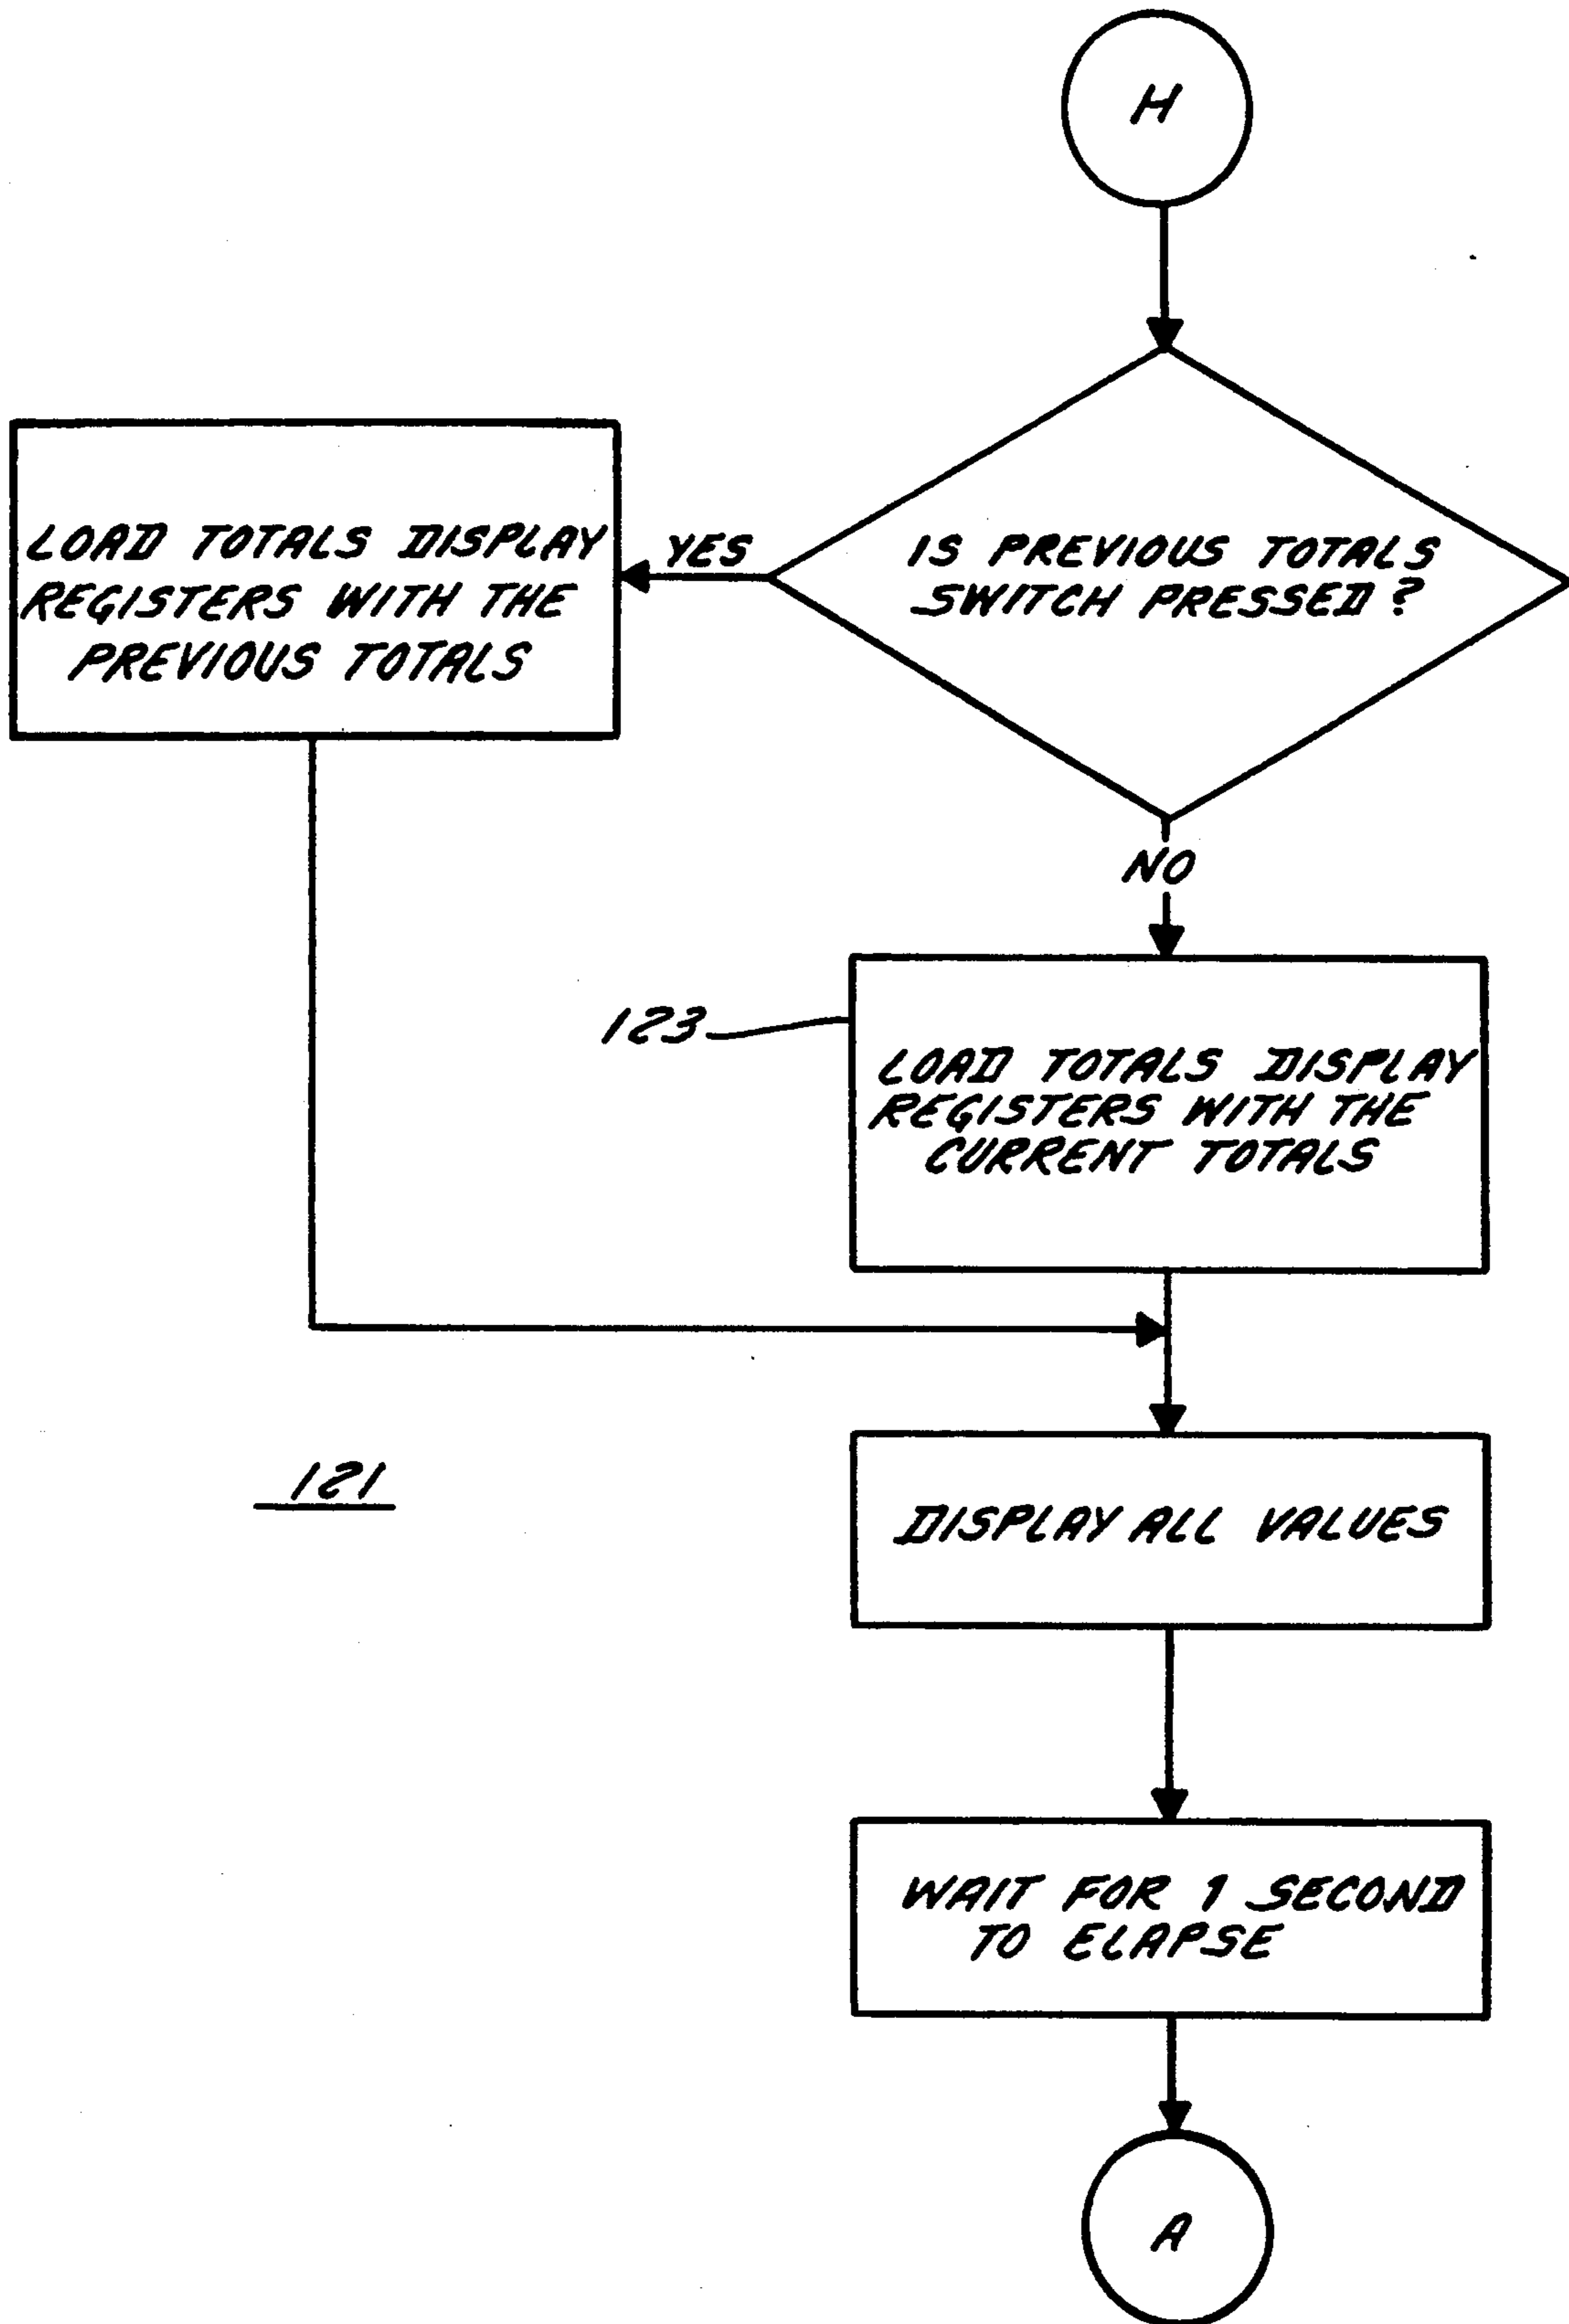 H
IS PREVIOUS TOTALS
SWITCH PRESSED?
YES
LOAD TOTALS DISPLAY
REGISTERS WITH THE
PREVIOUS TOTALS
NO
123
LOAD TOTALS DISPLAY
REGISTERS WITH THE
CURRENT TOTALS
121
DISPLAY ALL VALUES
WAIT FOR 1 SECOND
TO ELAPSE
A